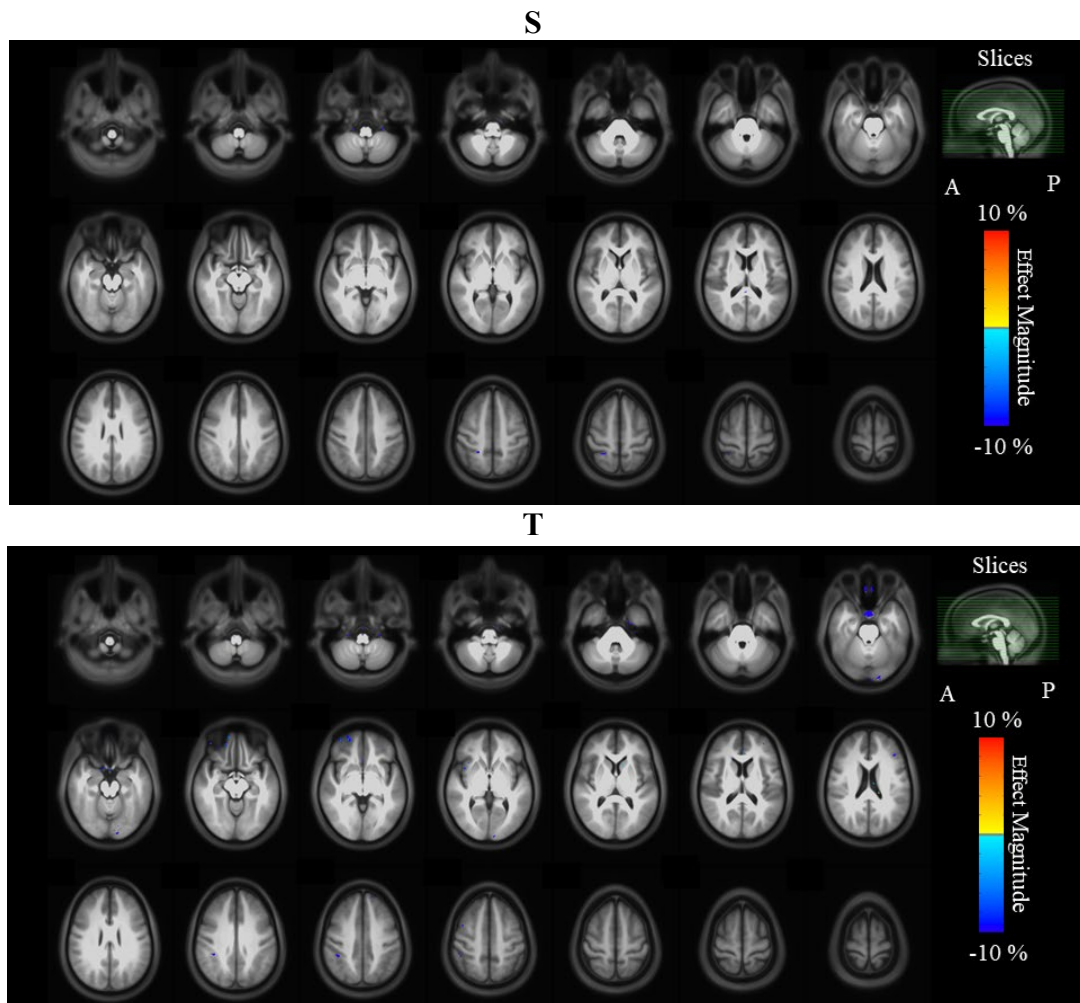 S
Slices
A
P
10 %
Effect Magnitude
-10 %
T
Slices
A
P
10 %
Effect Magnitude
-10 %